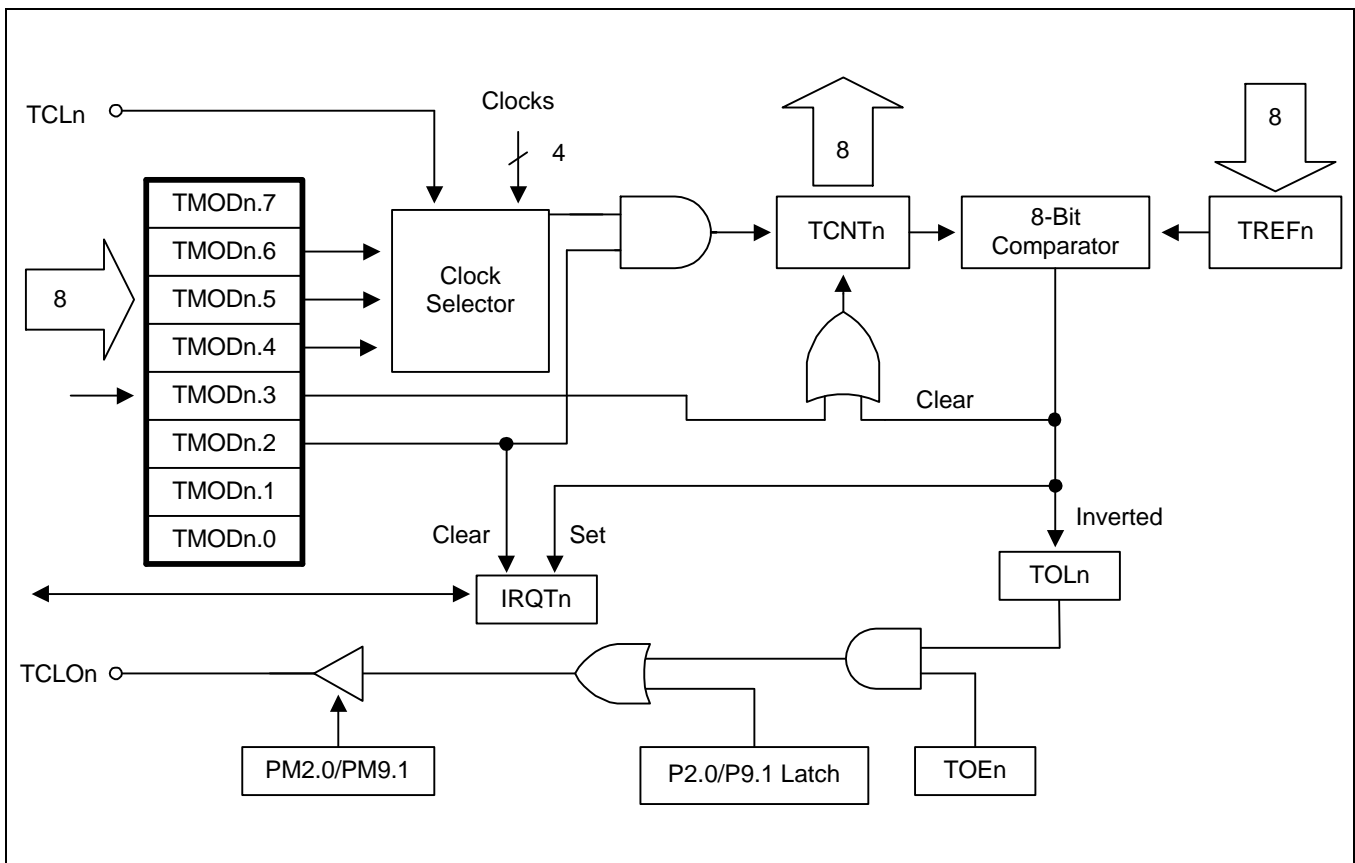 TCLn
Clocks
4
8
8
TMODn.7
TMODn.6
TMODn.5
TMODn.4
TMODn.3
TMODn.2
TMODn.1
TMODn.0
8
Clock
Selector
TCNTn
8-Bit
Comparator
TREFn
Clear
Clear
Set
Inverted
IRQTn
TOLn
TCLOn
PM2.0/PM9.1
P2.0/P9.1 Latch
TOEn